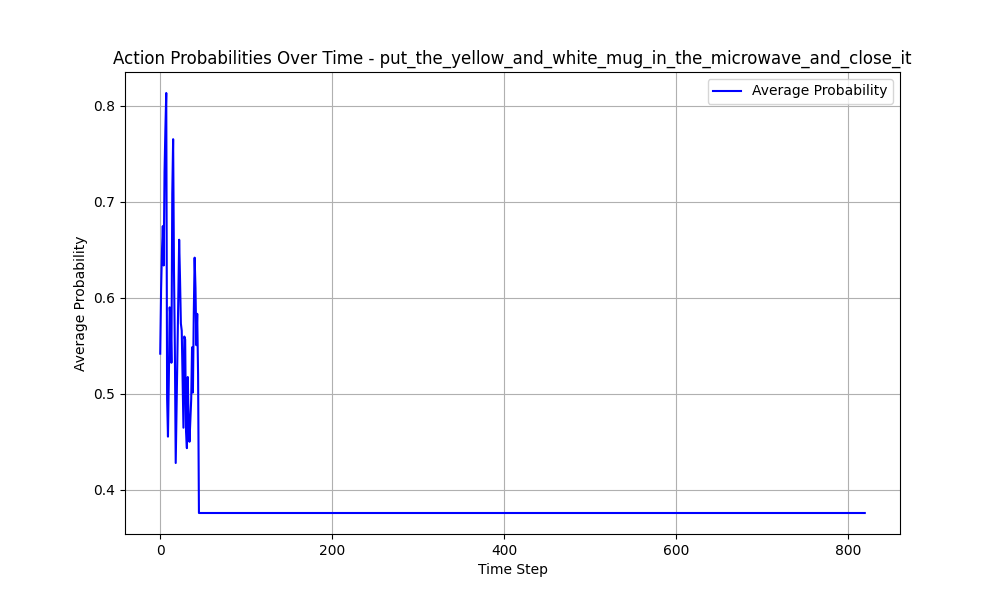 Action Probabilities Over Time - put_the_yellow_and_white_mug_in_the_microwave_and_close_it
Average Probability
0.8
0.7
0.6
0.5
0.4
Average Probability
0
200
400
600
800
Time Step